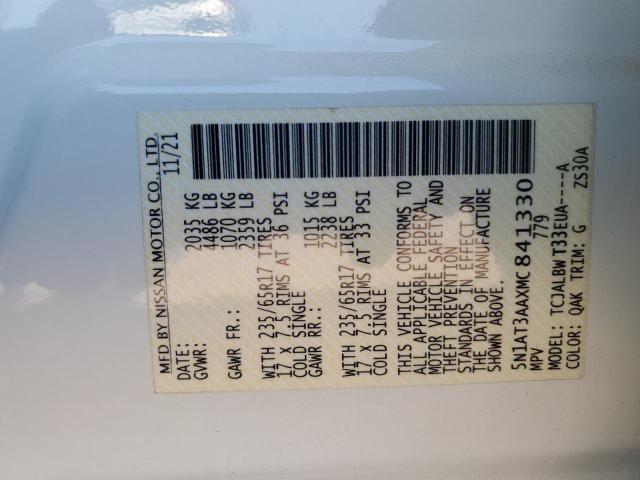 MFD BY NISSAN MOTOR CO., LTD.
DATE: 11/21
GVWR: 2035 KG
4486 LB
GAWR FR.: 1070 KG
2359 LB
WITH 235/65R17 TIRES
17 X 7.5 RIMS AT 36 PSI
COLD SINGLE
GAWR RR.: 1015 KG
2238 LB
WITH 235/65R17 TIRES
17 X 7.5 RIMS AT 33 PSI
COLD SINGLE
THIS VEHICLE CONFORMS TO
ALL APPLICABLE FEDERAL
MOTOR VEHICLE SAFETY AND
THEFT PREVENTION
STANDARDS IN EFFECT ON
THE DATE OF MANUFACTURE
SHOWN ABOVE.
5N1AT3AAXMC841330
MPV 779
MODEL: TCJALBWT33EUA----A
COLOR: QAK TRIM: G ZS30A